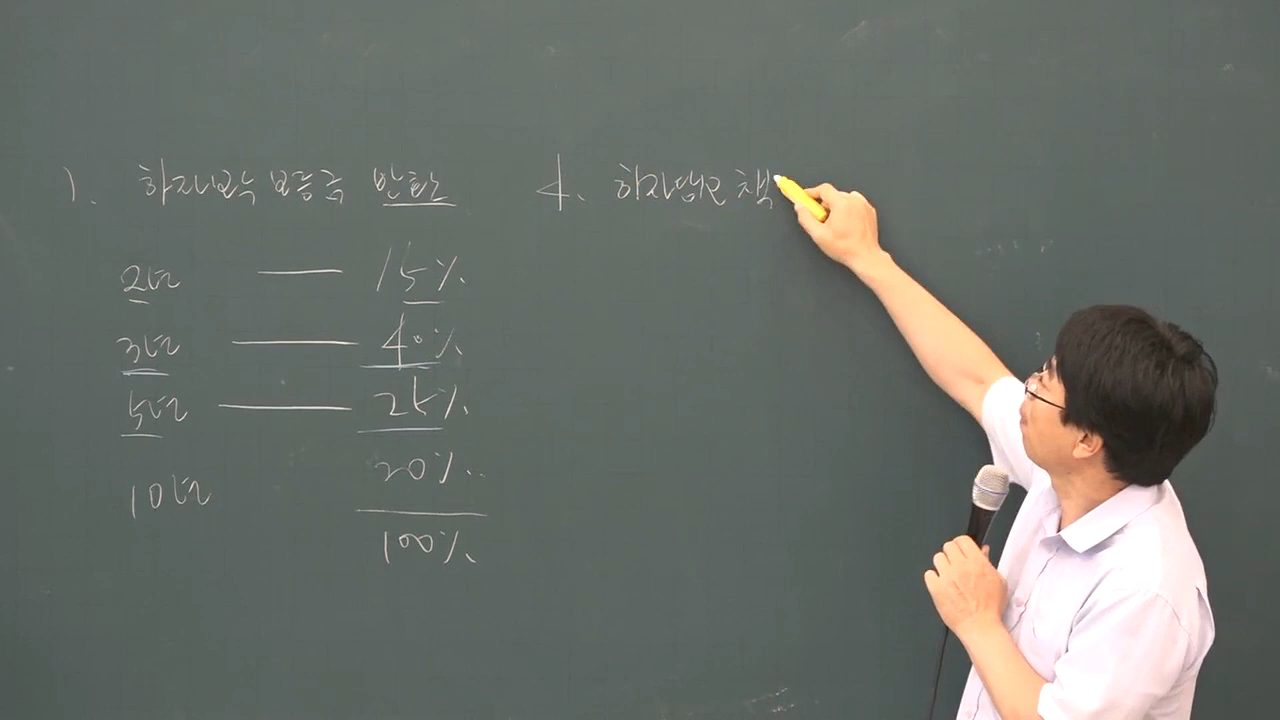 1. 하자보수 보증금 반환
2년 15%
3년 40%
5년 25%
10년 20%
100%
4. 하자담보책